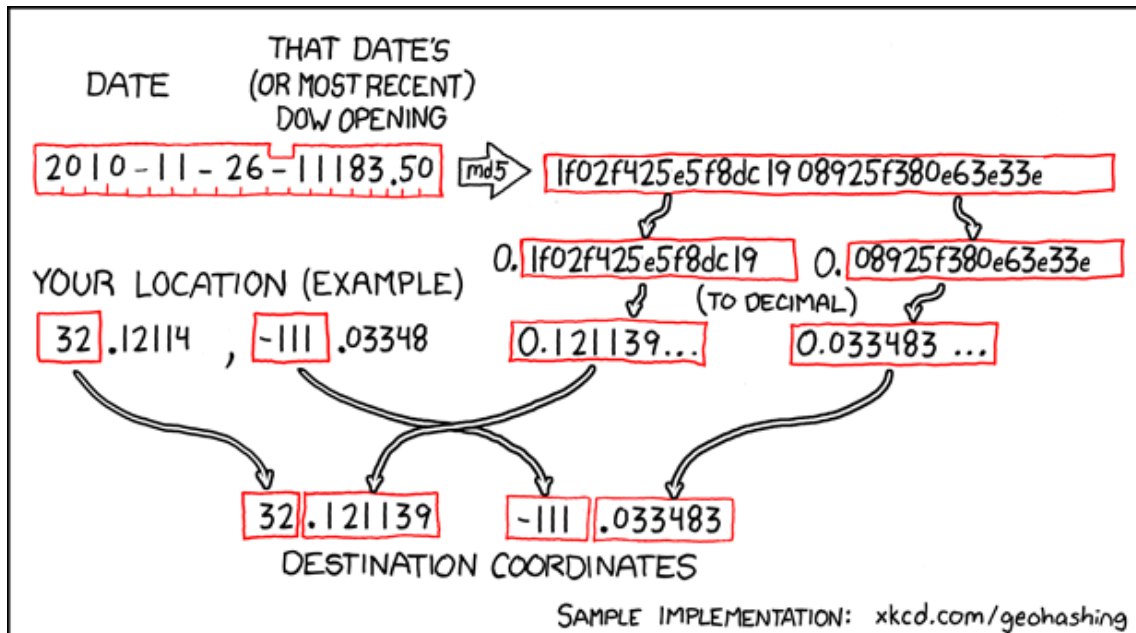 DATE
THAT DATE'S
(OR MOST RECENT)
DOW OPENING
2010-11-26-11183.50
md5
1f02f425e5f8dc1908925f380e63e33e
0.1f02f425e5f8dc19
0.08925f380e63e33e
YOUR LOCATION (EXAMPLE)
(TO DECIMAL)
32.12114, -111.03348
0.121139...
0.033483 ...
32.121139
-111.033483
DESTINATION COORDINATES
SAMPLE IMPLEMENTATION: xkcd.com/geohashing